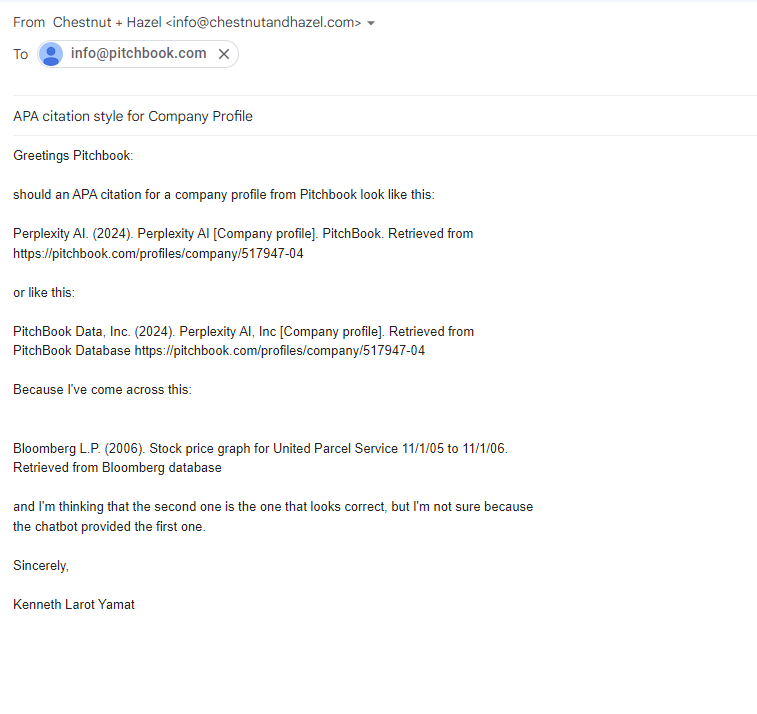 From Chestnut + Hazel <info@chestnutandhazel.com>
To info@pitchbook.com
APA citation style for Company Profile
Greetings Pitchbook:
should an APA citation for a company profile from Pitchbook look like this:
Perplexity AI. (2024). Perplexity AI [Company profile]. PitchBook. Retrieved from
https://pitchbook.com/profiles/company/517947-04
or like this:
PitchBook Data, Inc. (2024). Perplexity AI, Inc [Company profile]. Retrieved from
PitchBook Database https://pitchbook.com/profiles/company/517947-04
Because I've come across this:
Bloomberg L.P. (2006). Stock price graph for United Parcel Service 11/1/05 to 11/1/06.
Retrieved from Bloomberg database
and I'm thinking that the second one is the one that looks correct, but I'm not sure because
the chatbot provided the first one.
Sincerely,
Kenneth Larot Yamat